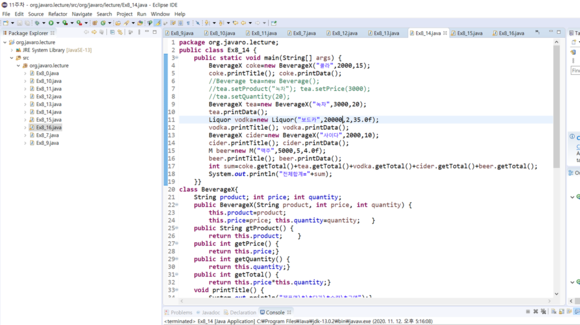 11주차 - org.javaro.lecture/src/org/javaro/lecture/Ex8_14.java - Eclipse IDE
File Edit Source Refactor Navigate Search Project Run Window Help
Package Explorer
org.javaro.lecture
JRE System Library [JavaSE-13]
src
org.javaro.lecture
Ex8_0.java
Ex8_10.java
Ex8_11.java
Ex8_12.java
Ex8_13.java
Ex8_14.java
Ex8_15.java
Ex8_16.java
Ex8_7.java
Ex8_9.java
Ex8_9.java Ex8_10.java Ex8_11.java Ex8_7.java Ex8_12.java Ex8_13.java Ex8_14.java Ex8_15.java Ex8_16.java
1 package org.javaro.lecture;
2 public class Ex8_14 {
3 public static void main(String[] args) {
4 BeverageX coke=new BeverageX("콜라",2000,15);
5 coke.printTitle(); coke.printData();
6 //Beverage tea=new Beverage();
7 //tea.setProduct("녹차"); tea.setPrice(3000);
8 //tea.setQuantity(20);
9 BeverageX tea=new BeverageX("녹차",3000,20);
10 tea.printData();
11 Liquor vodka=new Liquor("보드카",20000,2,35.0f);
12 vodka.printTitle(); vodka.printData();
13 BeverageX cider=new BeverageX("사이다",2000,10);
14 cider.printTitle(); cider.printData();
15 M beer=new M("맥주",5000,5,4.0f);
16 beer.printTitle(); beer.printData();
17 int sum=coke.getTotal()+tea.getTotal()+vodka.getTotal()+cider.getTotal()+beer.getTotal();
18 System.out.println("전체합계="+sum);
19 }}
20 class BeverageX{
21 String product; int price; int quantity;
22 public BeverageX(String product, int price, int quantity) {
23 this.product=product;
24 this.price=price; this.quantity=quantity; }
25 public String gtProduct() {
26 return this.product; }
27 public int getPrice() {
28 return this.price;}
29 public int getQuantity() {
30 return this.quantity;}
31 public int getTotal() {
32 return this.price*this.quantity;}
33 void printTitle() {
Problems Javadoc Declaration Console
<terminated> Ex8_14 [Java Application] C:₩Program Files₩Java₩jdk-13.0.2₩bin₩javaw.exe (2020. 11. 12. 오후 5:16:08)